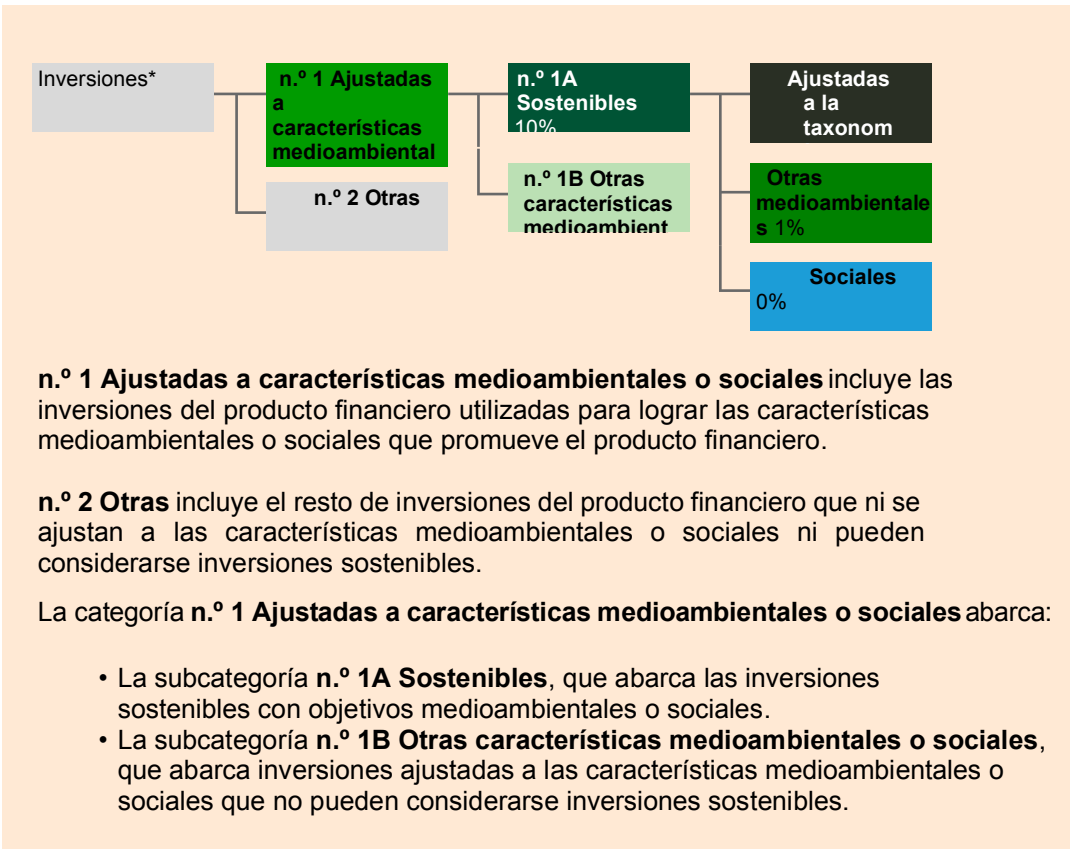 Inversiones*
n.º 1 Ajustadas
a
características
medioambiental
n.º 2 Otras
n.º 1A
Sostenibles
10%
n.º 1B Otras
características
medioambient
Ajustadas
a la
taxonom
Otras
medioambientale
s 1%
Sociales
0%
n.º 1 Ajustadas a características medioambientales o sociales incluye las
inversiones del producto financiero utilizadas para lograr las características
medioambientales o sociales que promueve el producto financiero.
n.º 2 Otras incluye el resto de inversiones del producto financiero que ni se
ajustan a las características medioambientales o sociales ni pueden
considerarse inversiones sostenibles.
La categoría n.º 1 Ajustadas a características medioambientales o sociales abarca:
• La subcategoría n.º 1A Sostenibles, que abarca las inversiones
sostenibles con objetivos medioambientales o sociales.
• La subcategoría n.º 1B Otras características medioambientales o sociales,
que abarca inversiones ajustadas a las características medioambientales o
sociales que no pueden considerarse inversiones sostenibles.